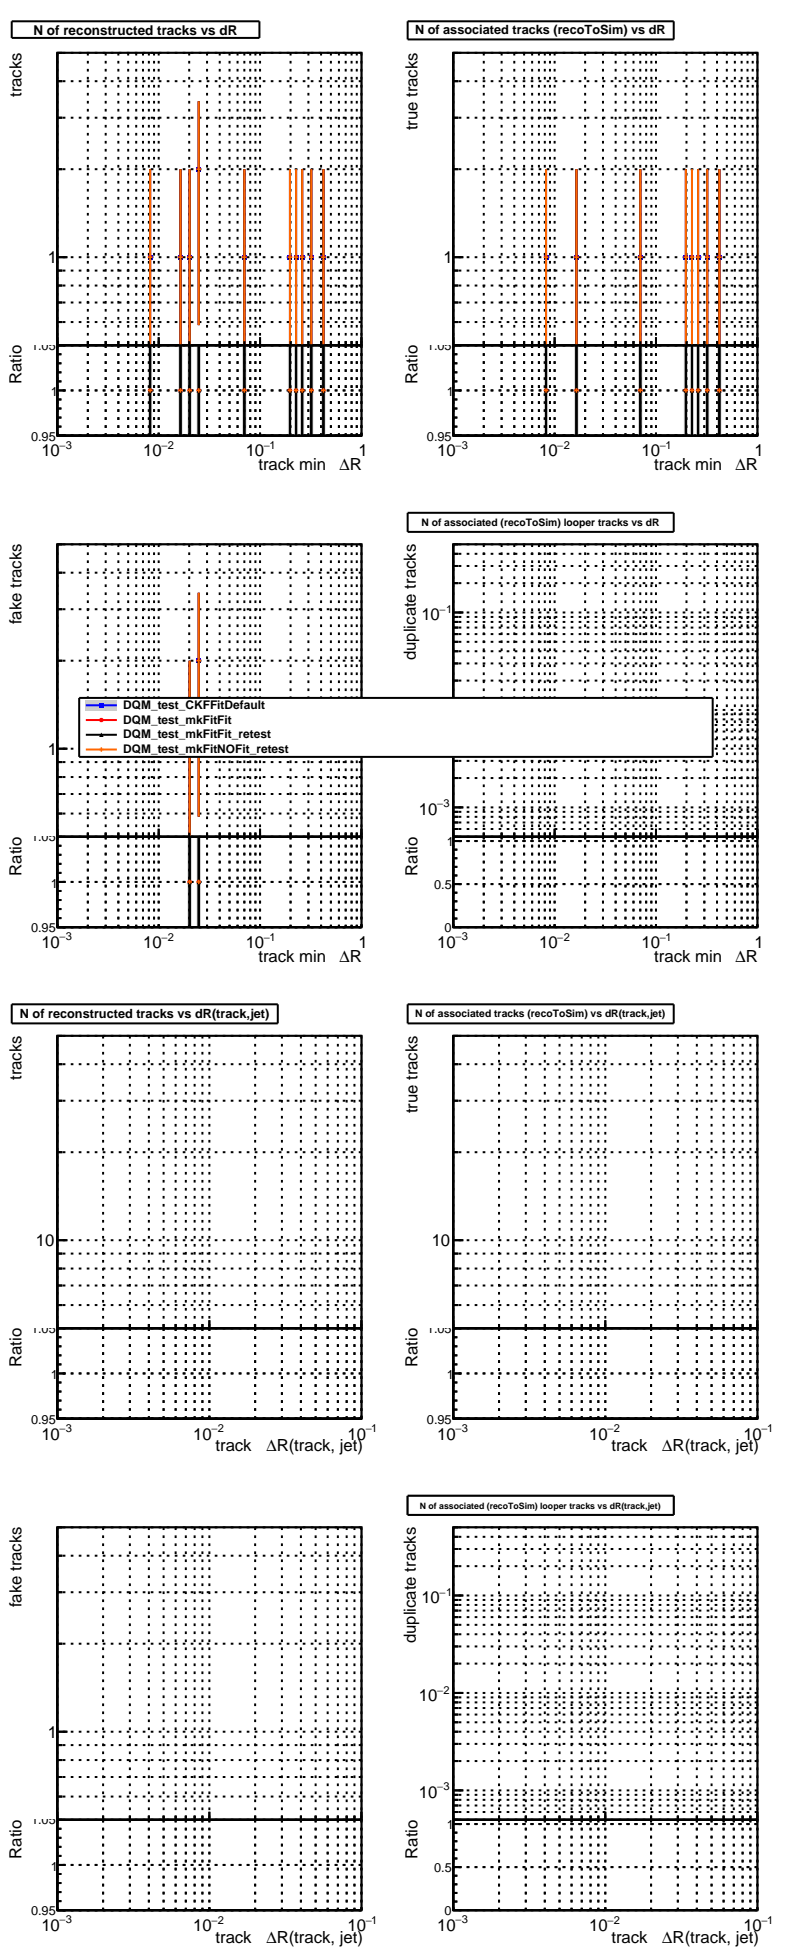 N of reconstructed tracks vs dR
tracks
1
1.05
Ratio
1
0.95
10−3 10−2 10−1 1
track min ΔR
N of associated tracks (recoToSim) vs dR
true tracks
1
1.05
Ratio
1
0.95
10−3 10−2 10−1 1
track min ΔR
fake tracks
1
1.05
Ratio
1
0.95
10−3 10−2 10−1 1
track min ΔR
N of associated (recoToSim) looper tracks vs dR
duplicate tracks
10−1
10−3
Ratio
1
0.5
0
10−3 10−2 10−1 1
track min ΔR
DQM_test_CKFFitDefault
DQM_test_mkFitFit
DQM_test_mkFitFit_retest
DQM_test_mkFitNOFit_retest
N of reconstructed tracks vs dR(track,jet)
tracks
10
1.05
Ratio
1
0.95
10−3 10−2 10−1
track ΔR(track, jet)
N of associated tracks (recoToSim) vs dR(track,jet)
true tracks
10
1.05
Ratio
1
0.95
10−3 10−2 10−1
track ΔR(track, jet)
fake tracks
1
1.05
Ratio
1
0.95
10−3 10−2 10−1
track ΔR(track, jet)
N of associated (recoToSim) looper tracks vs dR(track,jet)
duplicate tracks
10−1
10−2
10−3
Ratio
1
0.5
0
10−3 10−2 10−1
track ΔR(track, jet)